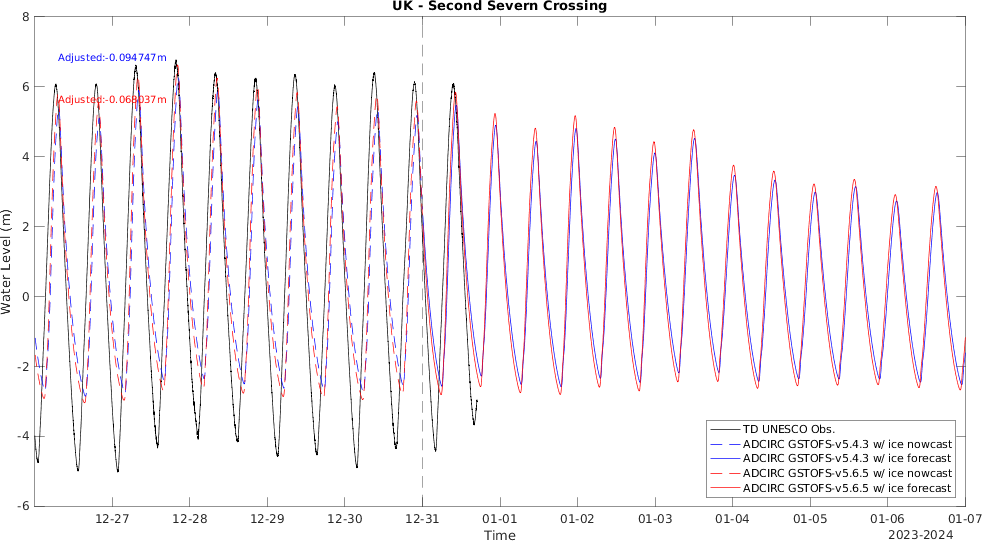 UK - Second Severn Crossing
8
6
4
2
0
-2
-4
-6
Water Level (m)
Adjusted:-0.094747m
Adjusted:-0.063037m
TD UNESCO Obs.
ADCIRC GSTOFS-v5.4.3 w/ ice nowcast
ADCIRC GSTOFS-v5.4.3 w/ ice forecast
ADCIRC GSTOFS-v5.6.5 w/ ice nowcast
ADCIRC GSTOFS-v5.6.5 w/ ice forecast
12-27 12-28 12-29 12-30 12-31 01-01 01-02 01-03 01-04 01-05 01-06 01-07
Time
2023-2024